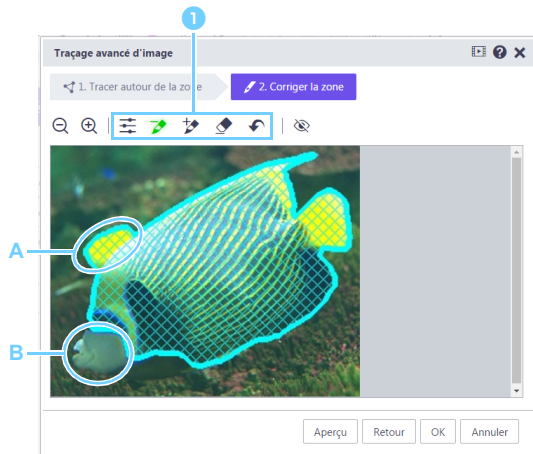 1
Traçage avancé d'image
1. Tracer autour de la zone
2. Corriger la zone
A
B
Aperçu
Retour
OK
Annuler